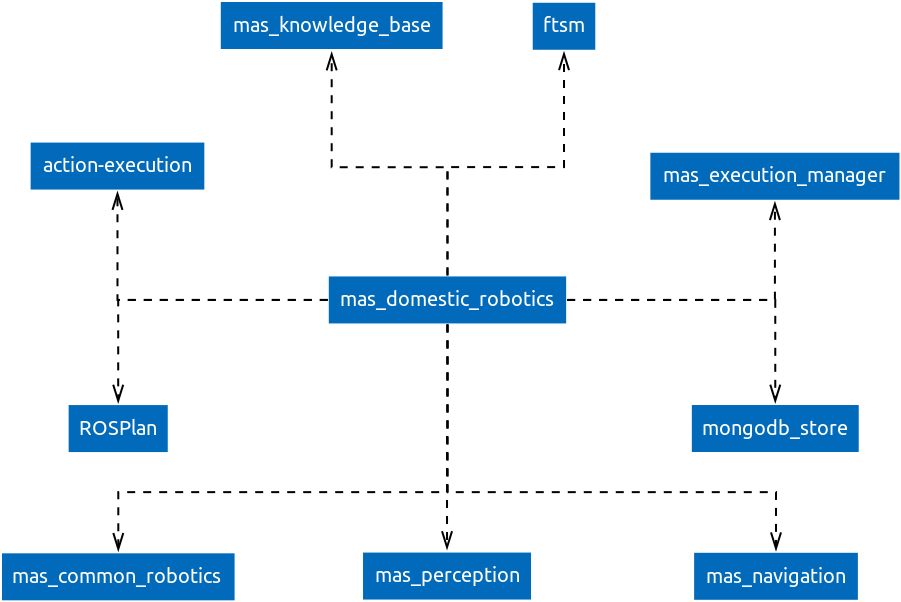 mas_knowledge_base
ftsm
action-execution
mas_execution_manager
mas_domestic_robotics
ROSPlan
mongodb_store
mas_common_robotics
mas_perception
mas_navigation